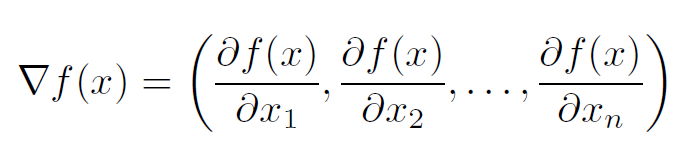 ∇f(x) = (∂f(x)/∂x₁, ∂f(x)/∂x₂, . . . , ∂f(x)/∂xₙ)